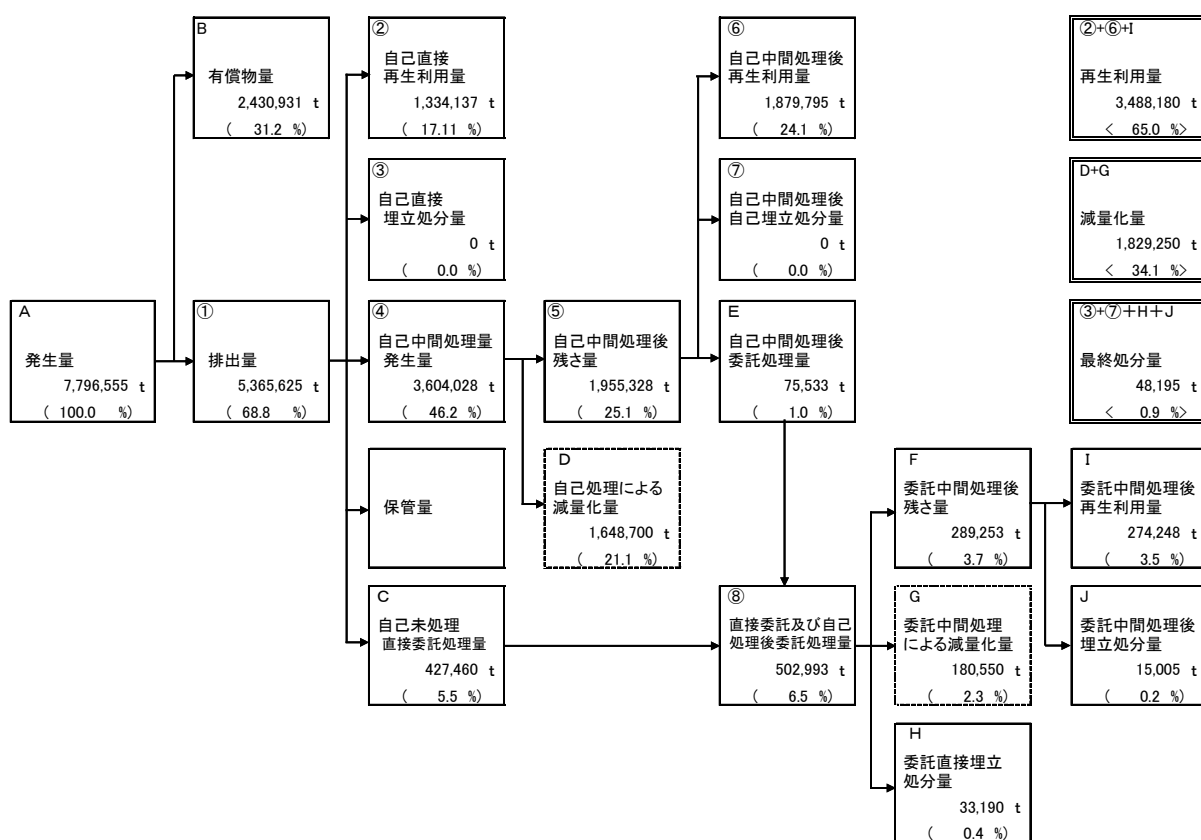 A
発生量
7,796,555 t
( 100.0 %)
B
有償物量
2,430,931 t
( 31.2 %)
①
排出量
5,365,625 t
( 68.8 %)
②
自己直接
再生利用量
1,334,137 t
( 17.11 %)
③
自己直接
埋立処分量
0 t
( 0.0 %)
④
自己中間処理量
発生量
3,604,028 t
( 46.2 %)
保管量
C
自己未処理
直接委託処理量
427,460 t
( 5.5 %)
⑤
自己中間処理後
残さ量
1,955,328 t
( 25.1 %)
D
自己処理による
減量化量
1,648,700 t
( 21.1 %)
⑥
自己中間処理後
再生利用量
1,879,795 t
( 24.1 %)
⑦
自己中間処理後
自己埋立処分量
0 t
( 0.0 %)
E
自己中間処理後
委託処理量
75,533 t
( 1.0 %)
⑧
直接委託及び自己
処理後委託処理量
502,993 t
( 6.5 %)
F
委託中間処理後
残さ量
289,253 t
( 3.7 %)
G
委託中間処理
による減量化量
180,550 t
( 2.3 %)
H
委託直接埋立
処分量
33,190 t
( 0.4 %)
②+⑥+I
再生利用量
3,488,180 t
< 65.0 %>
D+G
減量化量
1,829,250 t
< 34.1 %>
③+⑦+H+J
最終処分量
48,195 t
< 0.9 %>
I
委託中間処理後
再生利用量
274,248 t
( 3.5 %)
J
委託中間処理後
埋立処分量
15,005 t
( 0.2 %)